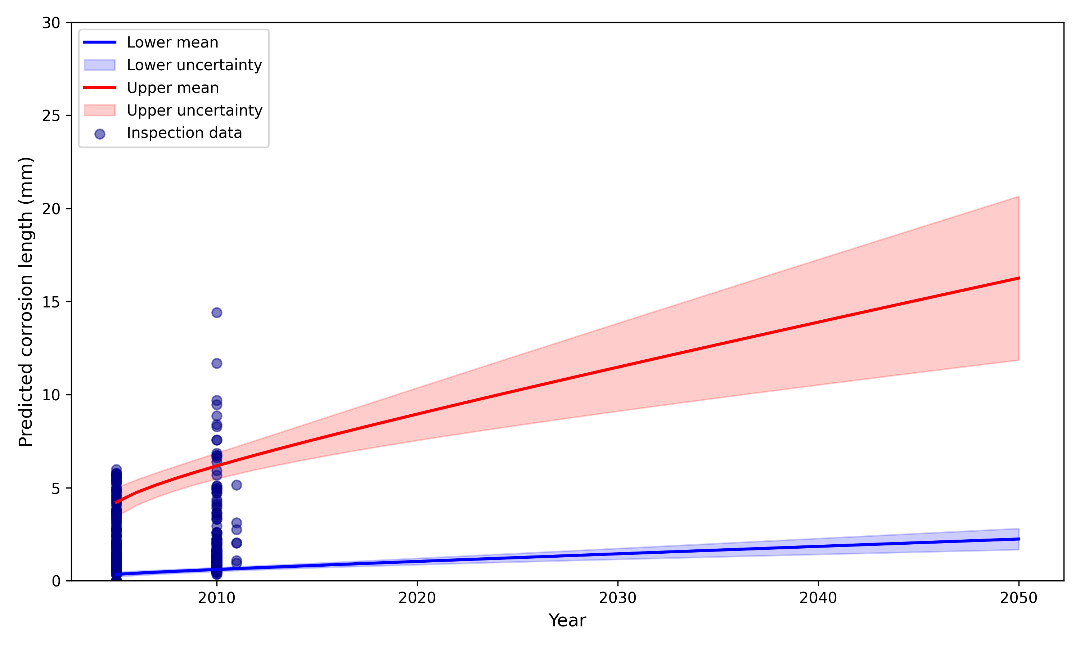 30
25
20
15
10
5
0
Predicted corrosion length (mm)
Lower mean
Lower uncertainty
Upper mean
Upper uncertainty
Inspection data
2010
2020
2030
2040
2050
Year